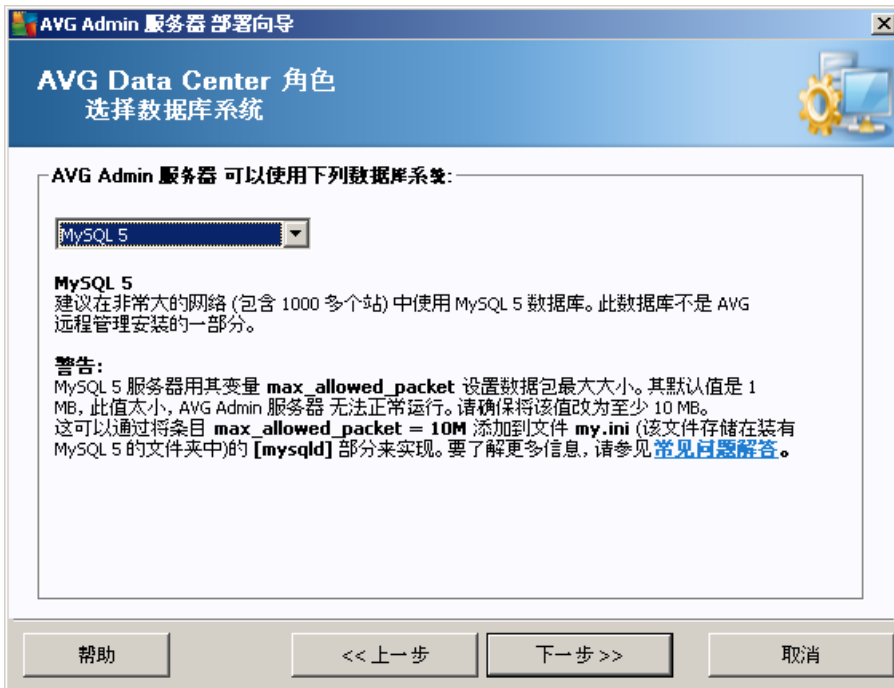 AVG Admin 服务器 部署向导
AVG Data Center 角色
选择数据库系统
AVG Admin 服务器 可以使用下列数据库系统:
MySQL 5
MySQL 5
建议在非常大的网络 (包含 1000 多个站) 中使用 MySQL 5 数据库。此数据库不是 AVG
远程管理安装的一部分。
警告:
MySQL 5 服务器用其变量 max_allowed_packet 设置数据包最大大小。其默认值是 1
MB, 此值太小, AVG Admin 服务器 无法正常运行。请确保将该值改为至少 10 MB。
这可以通过将条目 max_allowed_packet = 10M 添加到文件 my.ini (该文件存储在装有
MySQL 5 的文件夹中)的 [mysqld] 部分来实现。要了解更多信息, 请参见常见问题解答。
帮助
<< 上一步
下一步 >>
取消